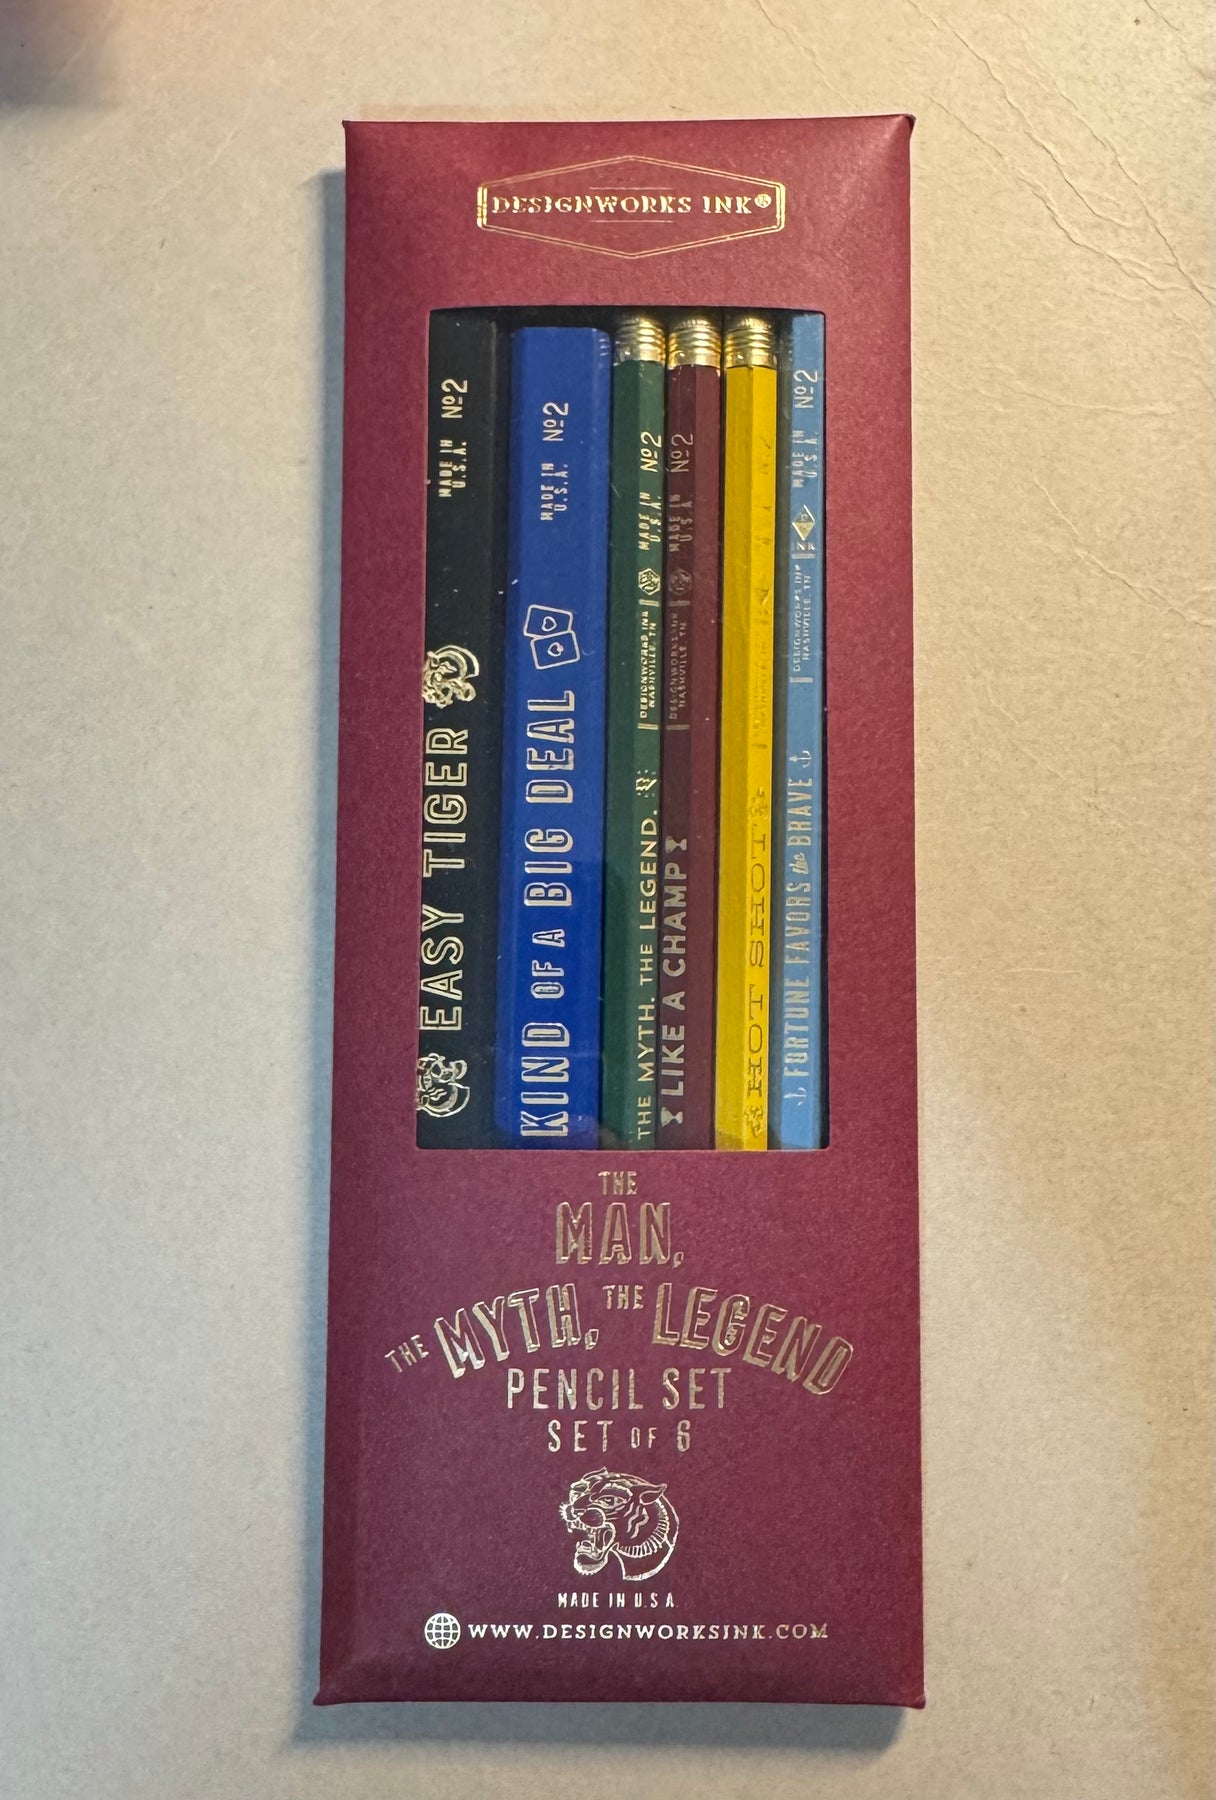 DESIGNWORKS INK®
EASY TIGER
MADE IN
U.S.A.
Nº2
KIND OF A BIG DEAL
MADE IN
U.S.A.
Nº2
THE MYTH. THE LEGEND.
DESIGNWORKS INK
NASHVILLE, TN
MADE IN
U.S.A.
Nº2
LIKE A CHAMP
DESIGNWORKS INK
NASHVILLE, TN
MADE IN
U.S.A.
Nº2
HOT SHOT
FORTUNE FAVORS the BRAVE
DESIGNWORKS INK
NASHVILLE, TN
MADE IN
U.S.A.
Nº2
THE
MAN,
THE MYTH, THE LEGEND
PENCIL SET
SET OF 6
MADE IN U.S.A.
WWW.DESIGNWORKSINK.COM